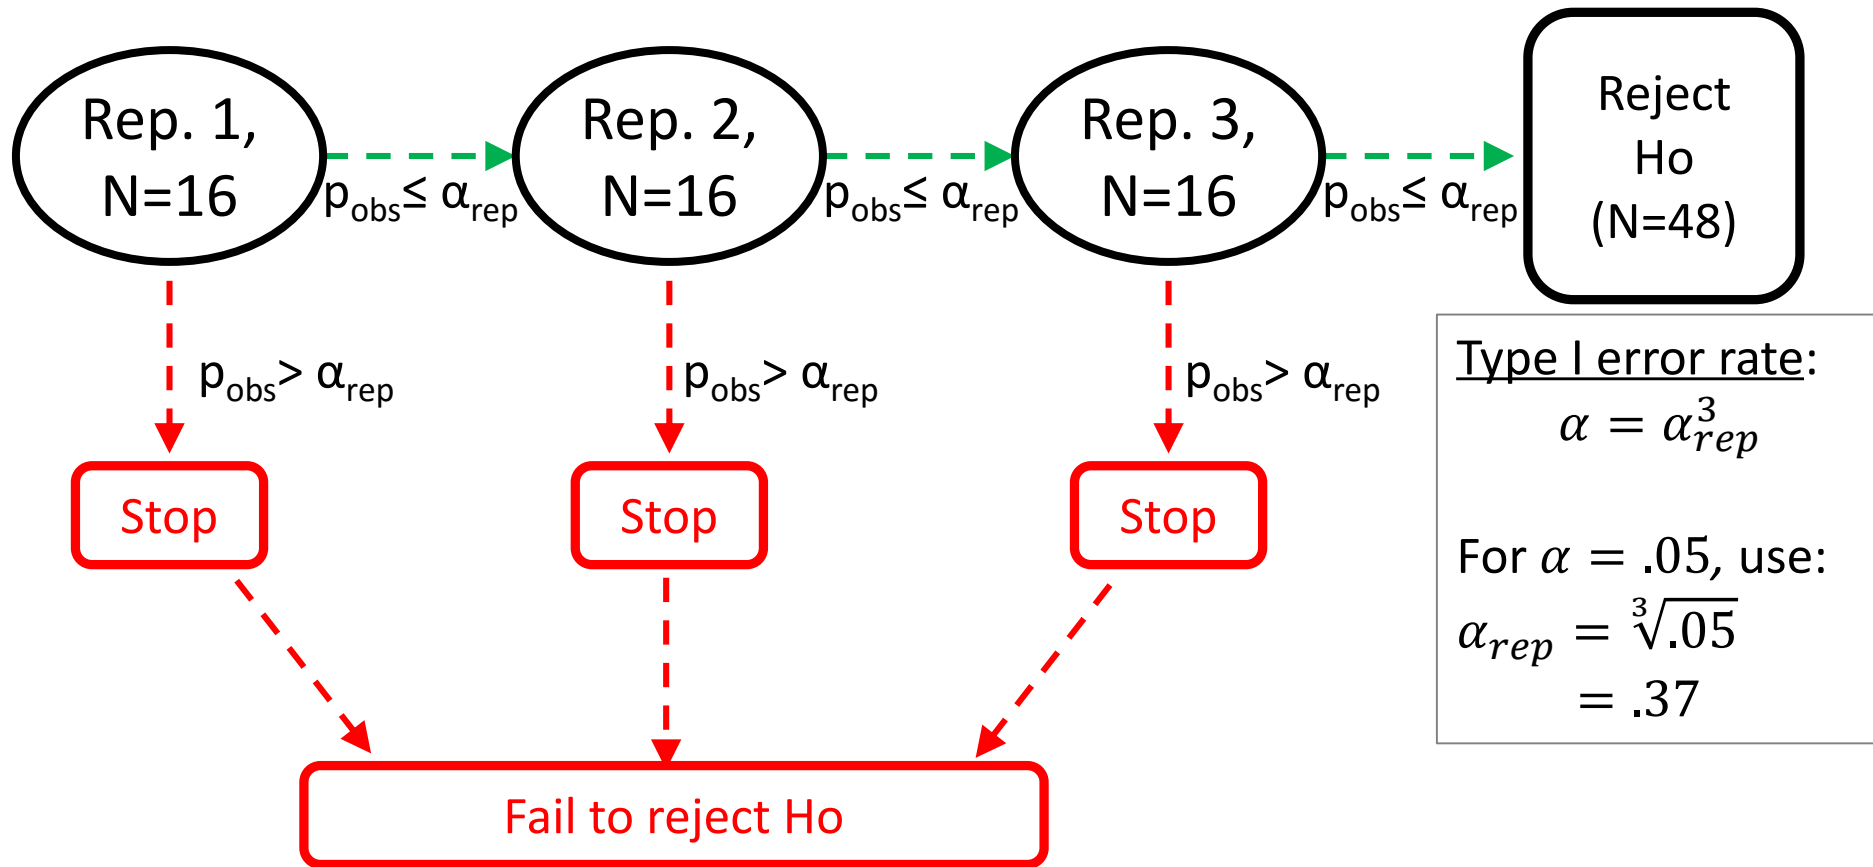 Rep. 1,
N=16
p_obs≤ α_rep
Rep. 2,
N=16
p_obs≤ α_rep
Rep. 3,
N=16
p_obs≤ α_rep
Reject
Ho
(N=48)
p_obs> α_rep
p_obs> α_rep
p_obs> α_rep
Stop
Stop
Stop
Fail to reject Ho
Type I error rate:
α = α_rep^3
For α = .05, use:
α_rep = ∛.05
= .37